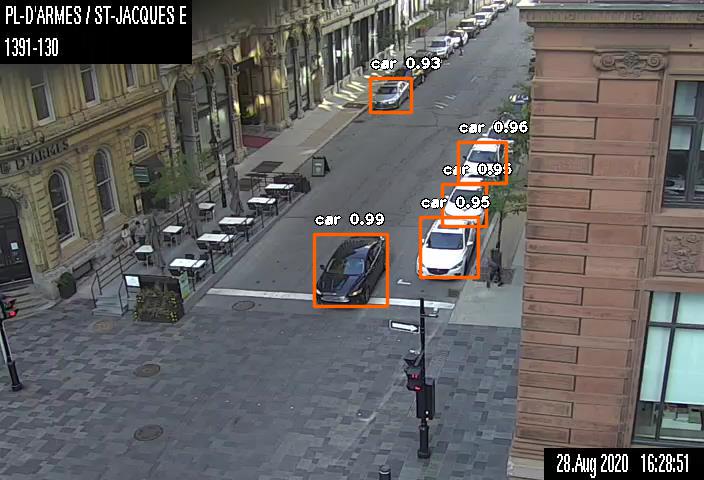 PL-D'ARMES / ST-JACQUES E
1391-130
car 0.93
car 0.96
car 0.95
car 0.95
car 0.99
D'ARMES
28.Aug 2020 16:28:51